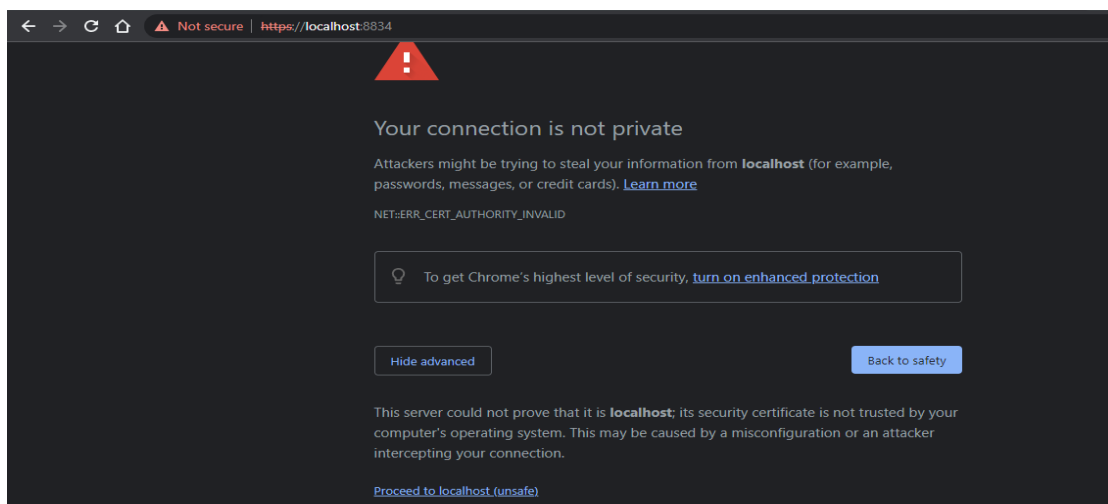 Not secure | https://localhost:8834
Your connection is not private
Attackers might be trying to steal your information from localhost (for example,
passwords, messages, or credit cards). Learn more
NET::ERR_CERT_AUTHORITY_INVALID
To get Chrome's highest level of security, turn on enhanced protection
Hide advanced
Back to safety
This server could not prove that it is localhost; its security certificate is not trusted by your
computer's operating system. This may be caused by a misconfiguration or an attacker
intercepting your connection.
Proceed to localhost (unsafe)